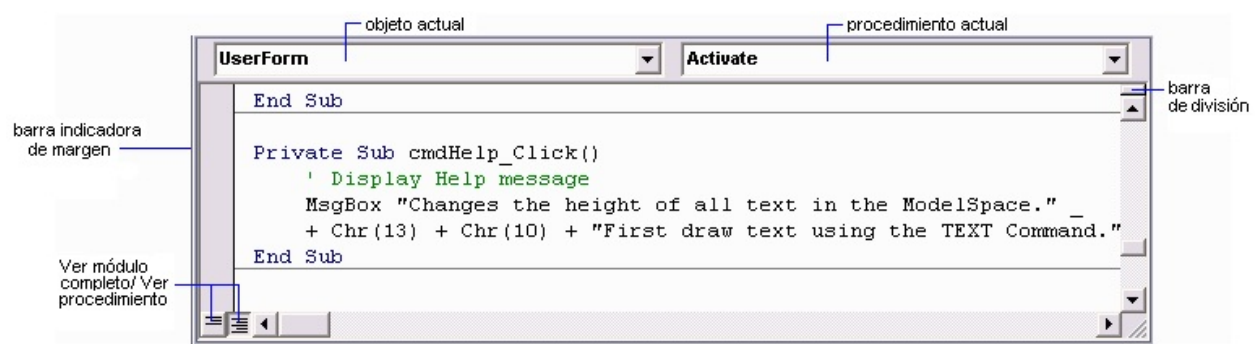 objeto actual
procedimiento actual
UserForm
Activate
barra
de división
End Sub
barra indicadora
de margen
Private Sub cmdHelp_Click()
' Display Help message
MsgBox "Changes the height of all text in the ModelSpace." _
+ Chr(13) + Chr(10) + "First draw text using the TEXT Command."
End Sub
Ver módulo
completo/ Ver
procedimiento